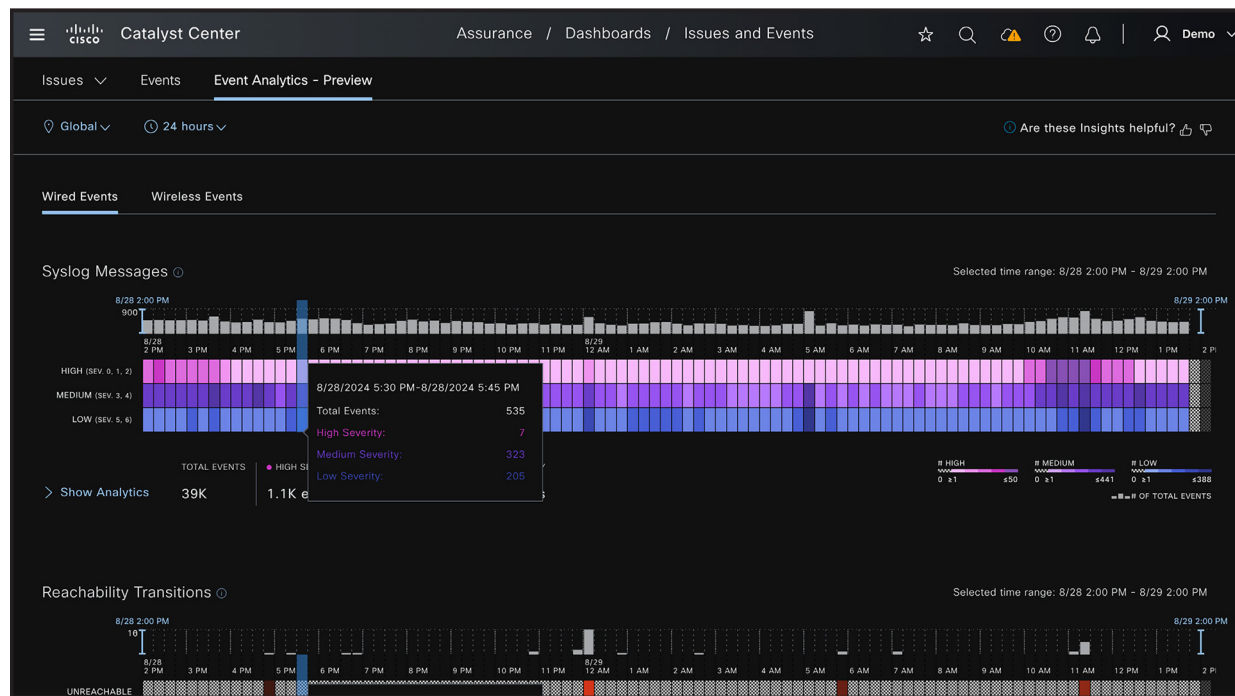 CISCO Catalyst Center Assurance / Dashboards / Issues and Events Demo
Issues Events Event Analytics - Preview
Global 24 hours Are these Insights helpful?
Wired Events Wireless Events
Syslog Messages Selected time range: 8/28 2:00 PM - 8/29 2:00 PM
8/28 2:00 PM 8/29 2:00 PM
900
8/28 8/29
2 PM 3 PM 4 PM 5 PM 6 PM 7 PM 8 PM 9 PM 10 PM 11 PM 12 AM 1 AM 2 AM 3 AM 4 AM 5 AM 6 AM 7 AM 8 AM 9 AM 10 AM 11 AM 12 PM 1 PM
HIGH (SEV. 0, 1, 2)
MEDIUM (SEV. 3, 4)
LOW (SEV. 5, 6)
8/28/2024 5:30 PM-8/28/2024 5:45 PM
Total Events: 535
High Severity: 7
Medium Severity: 323
Low Severity: 205
TOTAL EVENTS HIGH # HIGH # MEDIUM # LOW
0 ≥1 ≤50 0 ≥1 ≤441 0 ≥1 ≤388
Show Analytics 39K 1.1K # OF TOTAL EVENTS
Reachability Transitions Selected time range: 8/28 2:00 PM - 8/29 2:00 PM
8/28 2:00 PM 8/29 2:00 PM
10
8/28 8/29
2 PM 3 PM 4 PM 5 PM 6 PM 7 PM 8 PM 9 PM 10 PM 11 PM 12 AM 1 AM 2 AM 3 AM 4 AM 5 AM 6 AM 7 AM 8 AM 9 AM 10 AM 11 AM 12 PM 1 PM
UNREACHABLE